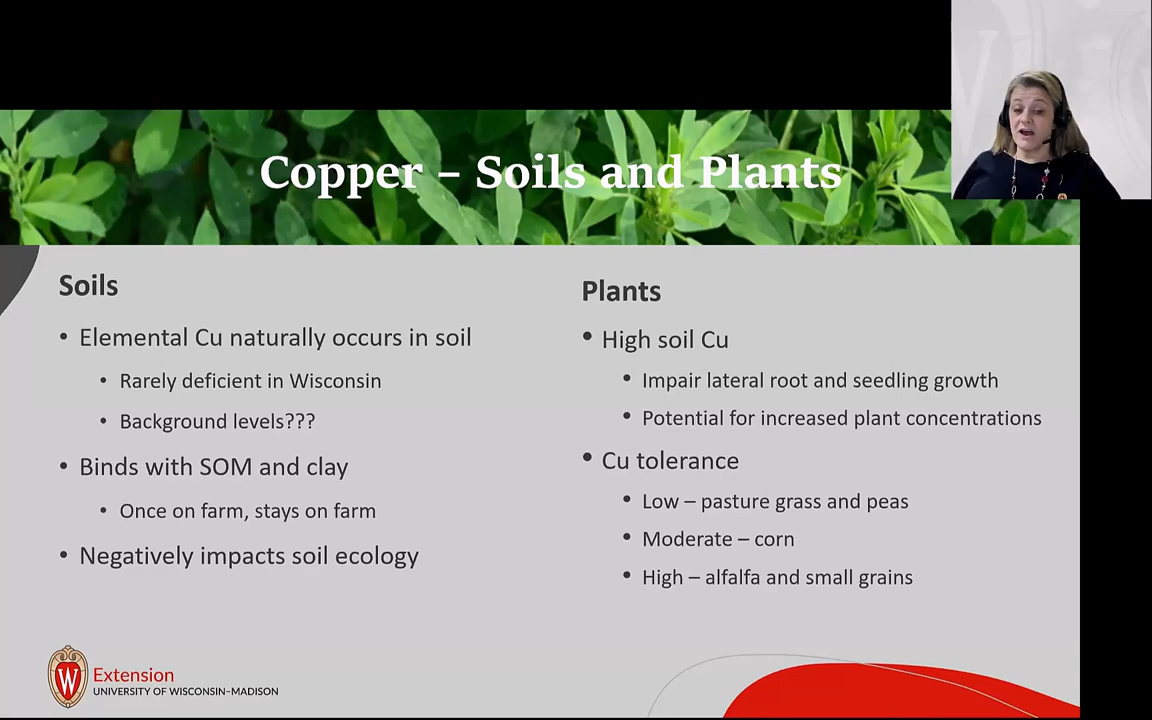 Copper – Soils and Plants
Soils
• Elemental Cu naturally occurs in soil
• Rarely deficient in Wisconsin
• Background levels???
• Binds with SOM and clay
• Once on farm, stays on farm
• Negatively impacts soil ecology
Plants
• High soil Cu
• Impair lateral root and seedling growth
• Potential for increased plant concentrations
• Cu tolerance
• Low – pasture grass and peas
• Moderate – corn
• High – alfalfa and small grains
W
Extension
UNIVERSITY OF WISCONSIN–MADISON